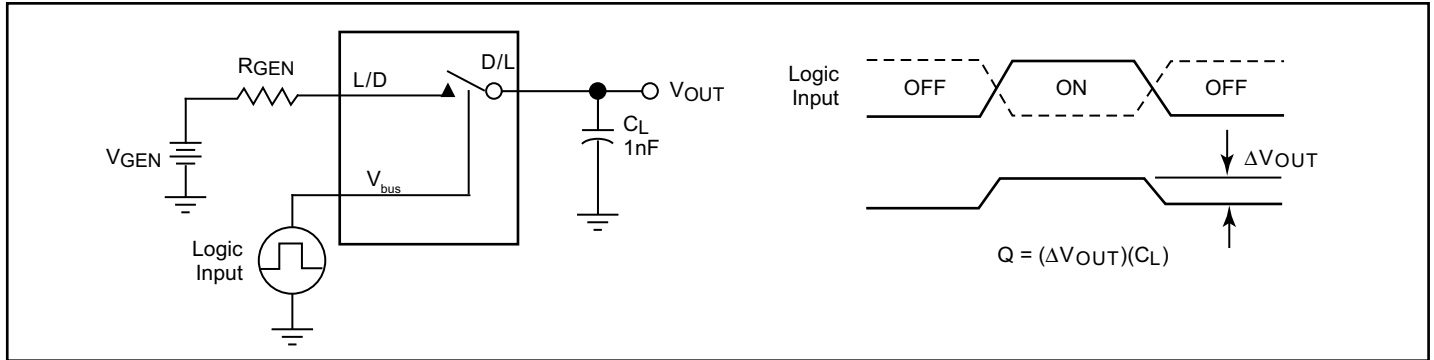 RGEN
L/D
D/L
VOUT
CL
1nF
VGEN
Vbus
Logic
Input
Logic
Input
OFF
ON
OFF
ΔVOUT
Q = (ΔVOUT)(CL)